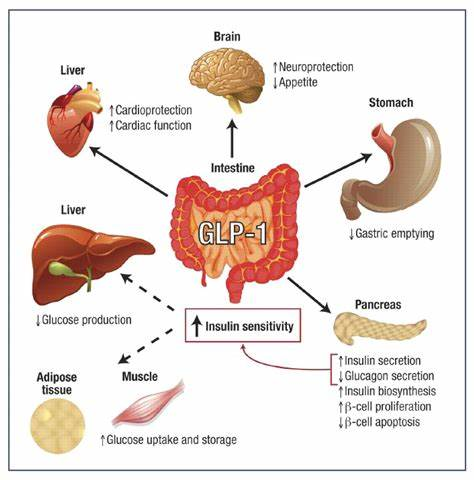 Brain
↑Neuroprotection
↓Appetite
Liver
↑Cardioprotection
↑Cardiac function
Stomach
↓Gastric emptying
Intestine
GLP-1
Liver
↓Glucose production
↑ Insulin sensitivity
Pancreas
↑Insulin secretion
↓Glucagon secretion
↑Insulin biosynthesis
↑β-cell proliferation
↓β-cell apoptosis
Adipose
tissue
Muscle
↑Glucose uptake and storage